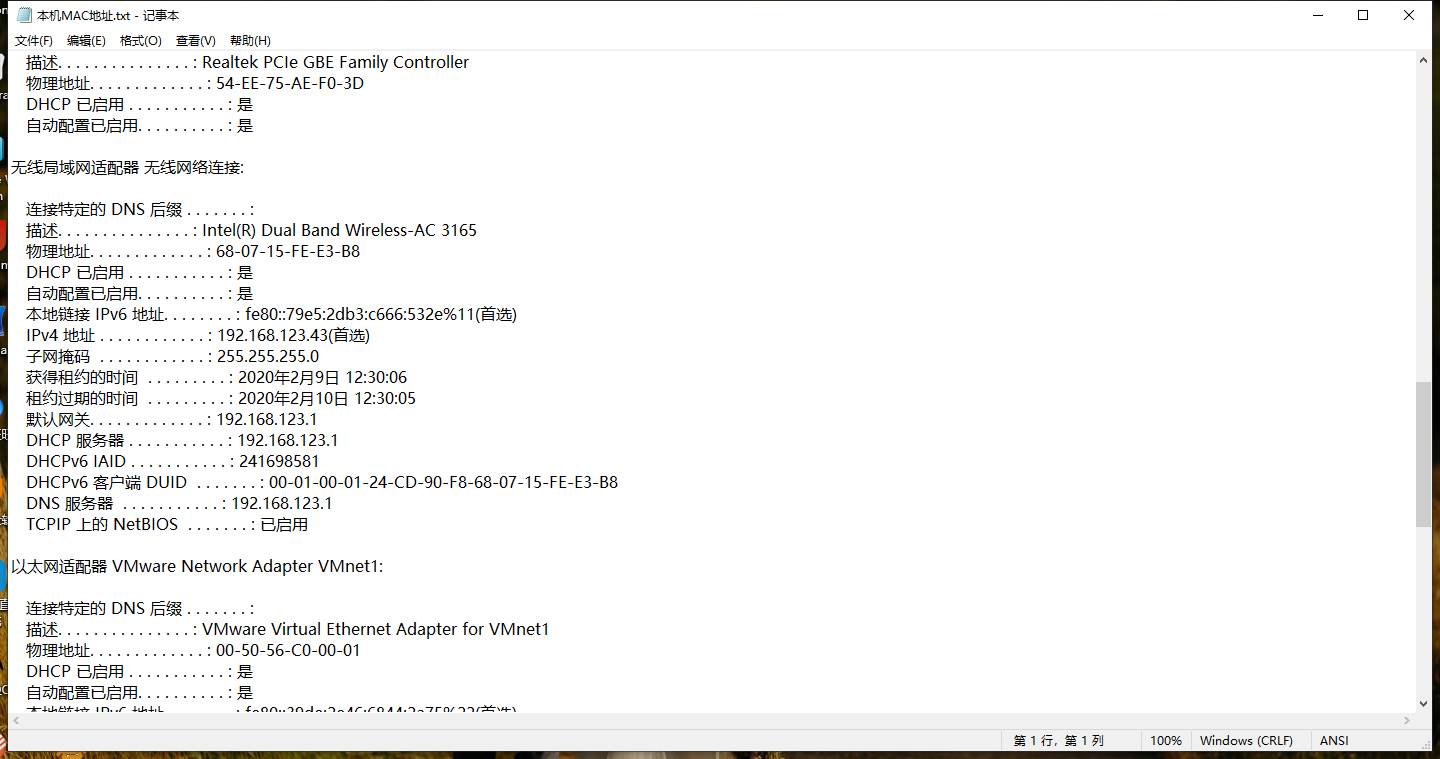 本机MAC地址.txt - 记事本
文件(F) 编辑(E) 格式(O) 查看(V) 帮助(H)
描述. . . . . . . . . . . . . . . : Realtek PCIe GBE Family Controller
物理地址. . . . . . . . . . . . . : 54-EE-75-AE-F0-3D
DHCP 已启用 . . . . . . . . . . . : 是
自动配置已启用. . . . . . . . . . : 是
无线局域网适配器 无线网络连接:
连接特定的 DNS 后缀 . . . . . . . :
描述. . . . . . . . . . . . . . . : Intel(R) Dual Band Wireless-AC 3165
物理地址. . . . . . . . . . . . . : 68-07-15-FE-E3-B8
DHCP 已启用 . . . . . . . . . . . : 是
自动配置已启用. . . . . . . . . . : 是
本地链接 IPv6 地址. . . . . . . . : fe80::79e5:2db3:c666:532e%11(首选)
IPv4 地址 . . . . . . . . . . . . : 192.168.123.43(首选)
子网掩码  . . . . . . . . . . . . : 255.255.255.0
获得租约的时间  . . . . . . . . . : 2020年2月9日 12:30:06
租约过期的时间  . . . . . . . . . : 2020年2月10日 12:30:05
默认网关. . . . . . . . . . . . . : 192.168.123.1
DHCP 服务器 . . . . . . . . . . . : 192.168.123.1
DHCPv6 IAID . . . . . . . . . . . : 241698581
DHCPv6 客户端 DUID  . . . . . . . : 00-01-00-01-24-CD-90-F8-68-07-15-FE-E3-B8
DNS 服务器  . . . . . . . . . . . : 192.168.123.1
TCPIP 上的 NetBIOS  . . . . . . . : 已启用
以太网适配器 VMware Network Adapter VMnet1:
连接特定的 DNS 后缀 . . . . . . . :
描述. . . . . . . . . . . . . . . : VMware Virtual Ethernet Adapter for VMnet1
物理地址. . . . . . . . . . . . . : 00-50-56-C0-00-01
DHCP 已启用 . . . . . . . . . . . : 是
自动配置已启用. . . . . . . . . . : 是
本地链接 IPv6 地址. . . . . . . . :
第 1 行，第 1 列 100% Windows (CRLF) ANSI